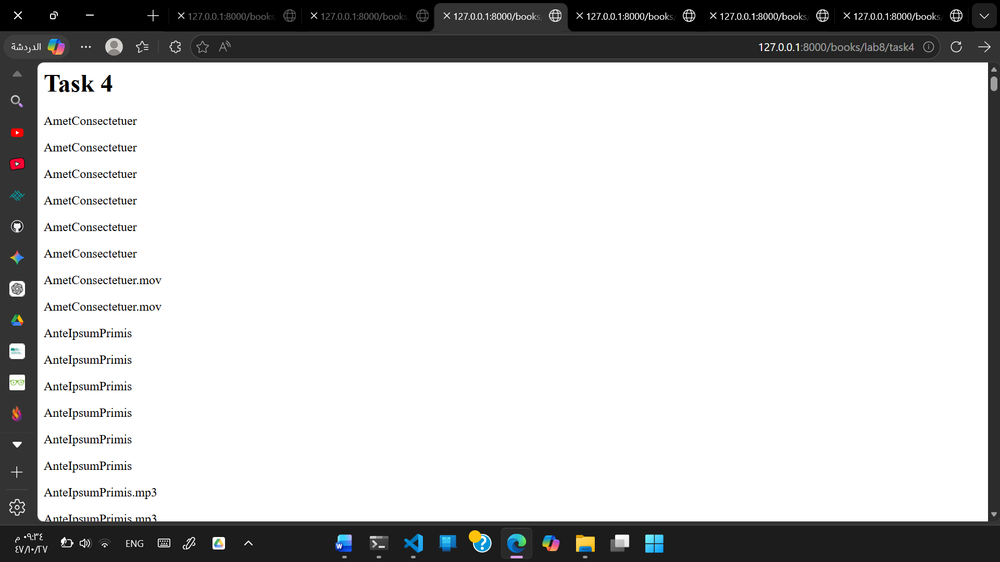 127.0.0.1:8000/books
127.0.0.1:8000/books/
127.0.0.1:8000/books
127.0.0.1:8000/books/
127.0.0.1:8000/books/
127.0.0.1:8000/books/
الدردشة
127.0.0.1:8000/books/lab8/task4
Task 4
AmetConsectetuer
AmetConsectetuer
AmetConsectetuer
AmetConsectetuer
AmetConsectetuer
AmetConsectetuer
AmetConsectetuer.mov
AmetConsectetuer.mov
AnteIpsumPrimis
AnteIpsumPrimis
AnteIpsumPrimis
AnteIpsumPrimis
AnteIpsumPrimis
AnteIpsumPrimis
AnteIpsumPrimis.mp3
AnteIpsumPrimis.mp3
٠٩:٣٤ م
٤٧/١٠/٢٧
ENG